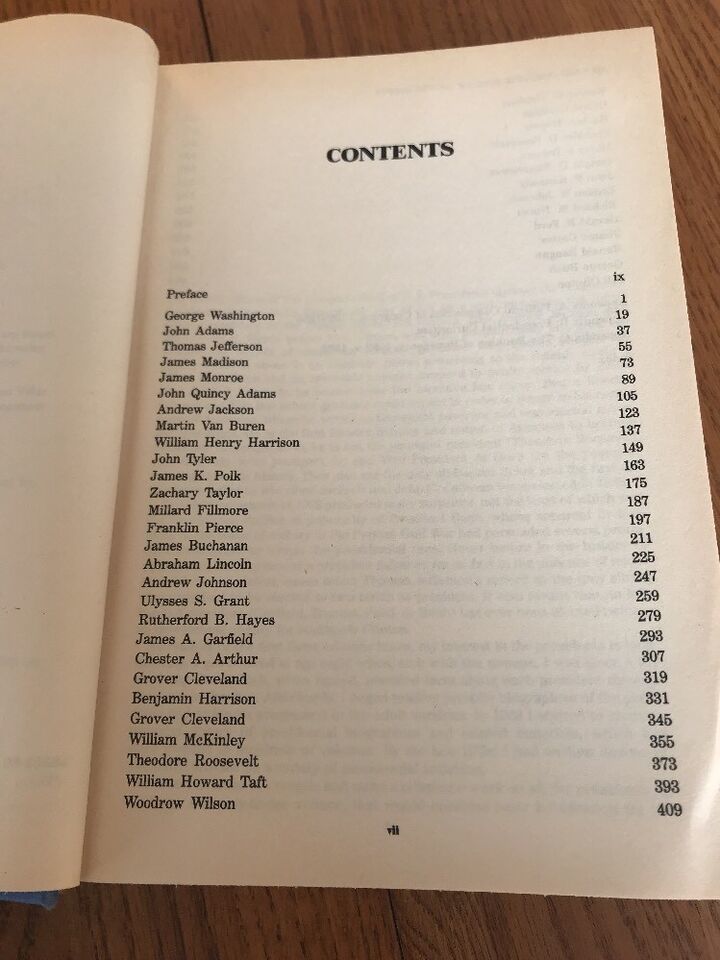 CONTENTS
Preface ix
George Washington 1
John Adams 19
Thomas Jefferson 37
James Madison 55
James Monroe 73
John Quincy Adams 89
Andrew Jackson 105
Martin Van Buren 123
William Henry Harrison 137
John Tyler 149
James K. Polk 163
Zachary Taylor 175
Millard Fillmore 187
Franklin Pierce 197
James Buchanan 211
Abraham Lincoln 225
Andrew Johnson 247
Ulysses S. Grant 259
Rutherford B. Hayes 279
James A. Garfield 293
Chester A. Arthur 307
Grover Cleveland 319
Benjamin Harrison 331
Grover Cleveland 345
William McKinley 355
Theodore Roosevelt 373
William Howard Taft 393
Woodrow Wilson 409
vii